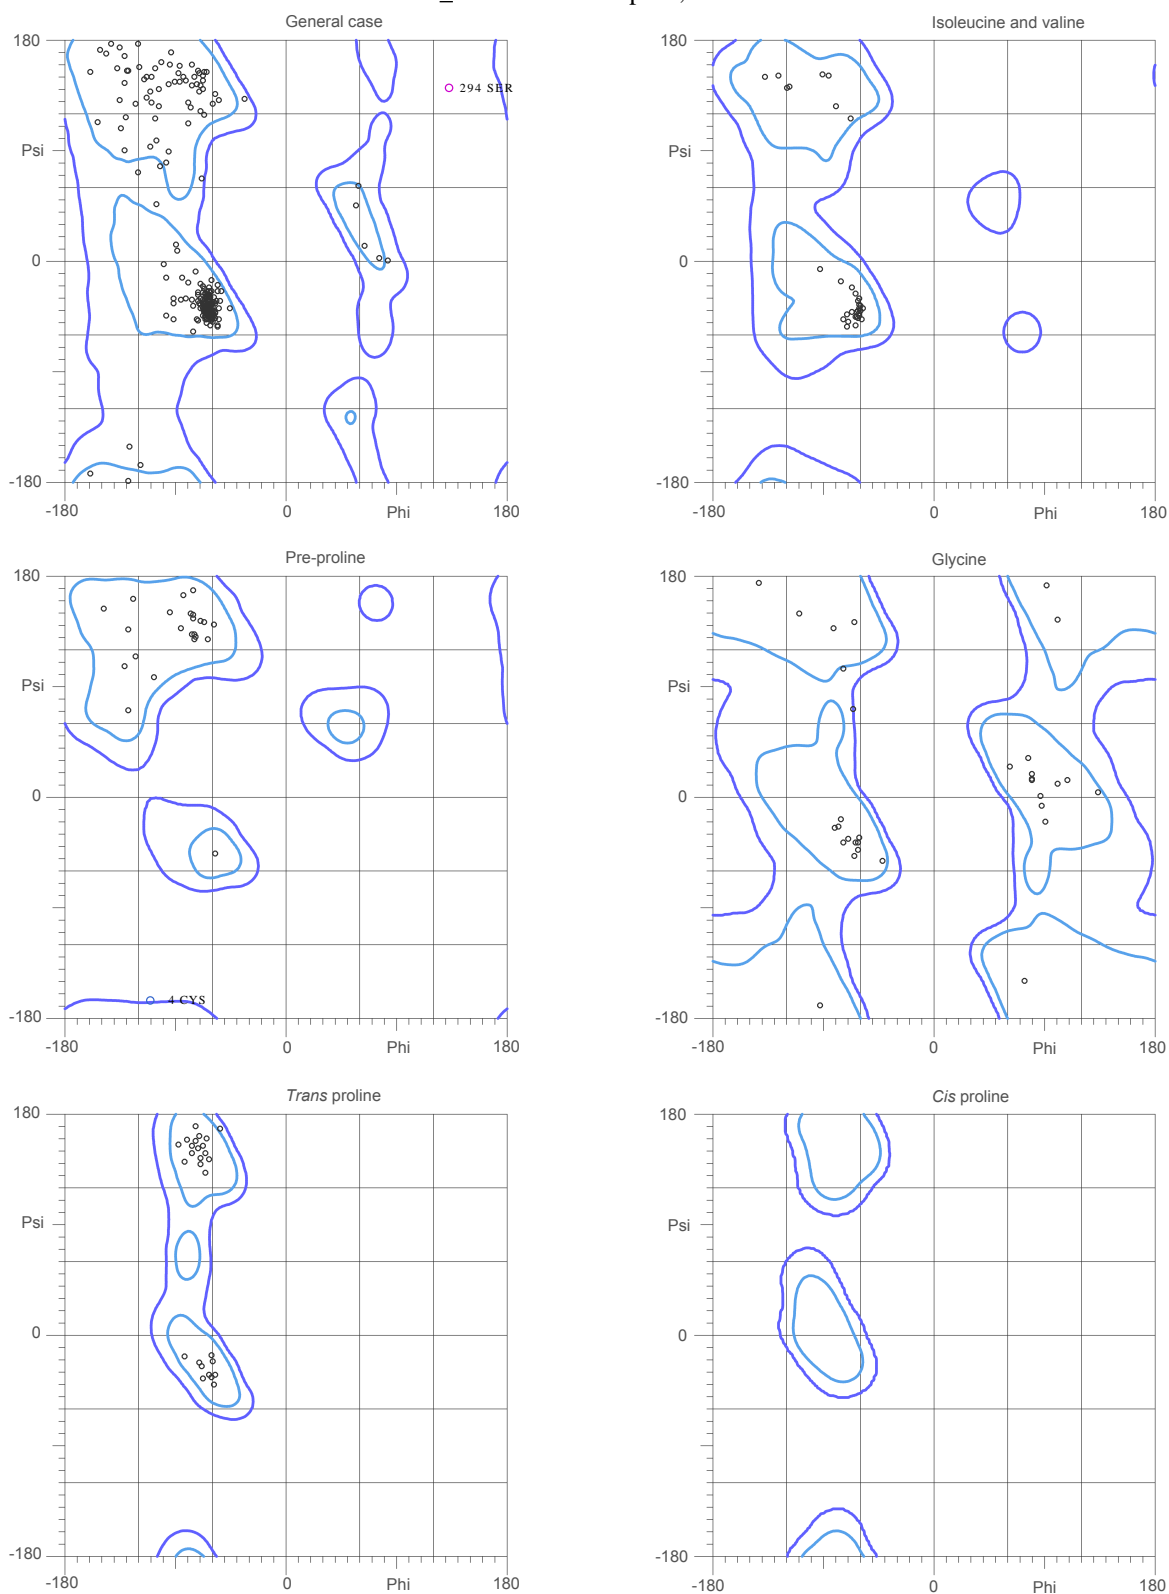 General case
180
Psi
0
-180
-180
0
Phi
180
294 SER
Isoleucine and valine
180
Psi
0
-180
-180
0
Phi
180
Pre-proline
180
Psi
0
-180
-180
0
Phi
180
4 CYS
Glycine
180
Psi
0
-180
-180
0
Phi
180
Trans proline
180
Psi
0
-180
-180
0
Phi
180
Cis proline
180
Psi
0
-180
-180
0
Phi
180